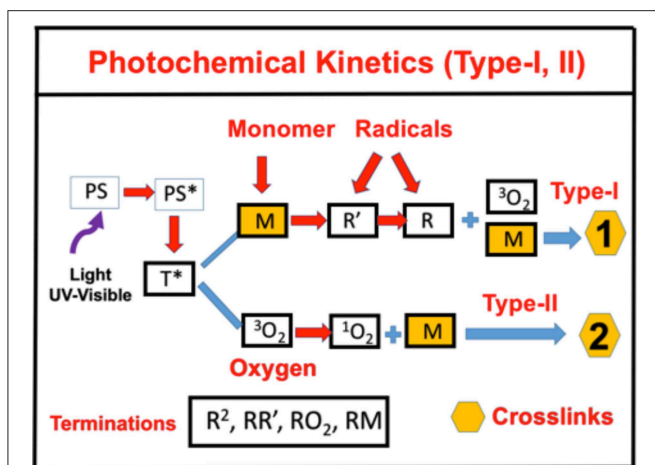 Photochemical Kinetics (Type-I, II)
Monomer Radicals
PS PS* ³O₂ Type-I
M R’ R + M 1
Light
UV-Visible
T*
Type-II
³O₂ ¹O₂ + M 2
Oxygen
Terminations R², RR’, RO₂, RM Crosslinks